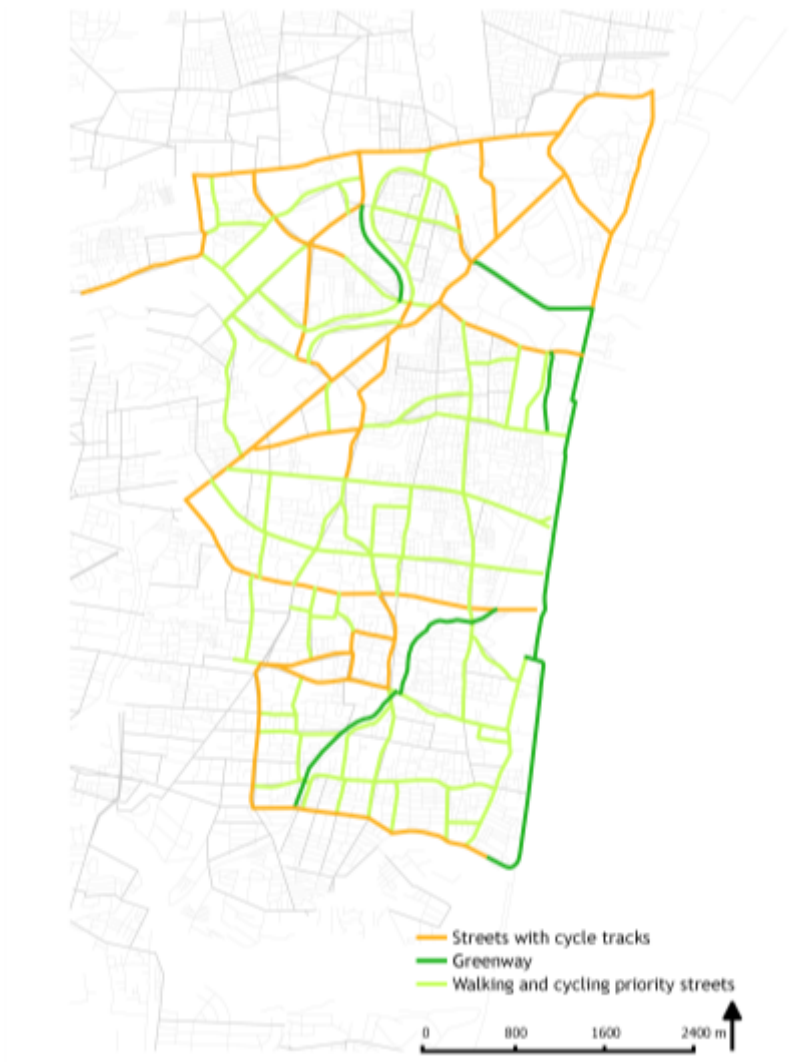 Streets with cycle tracks
Greenway
Walking and cycling priority streets
0 800 1600 2400 m